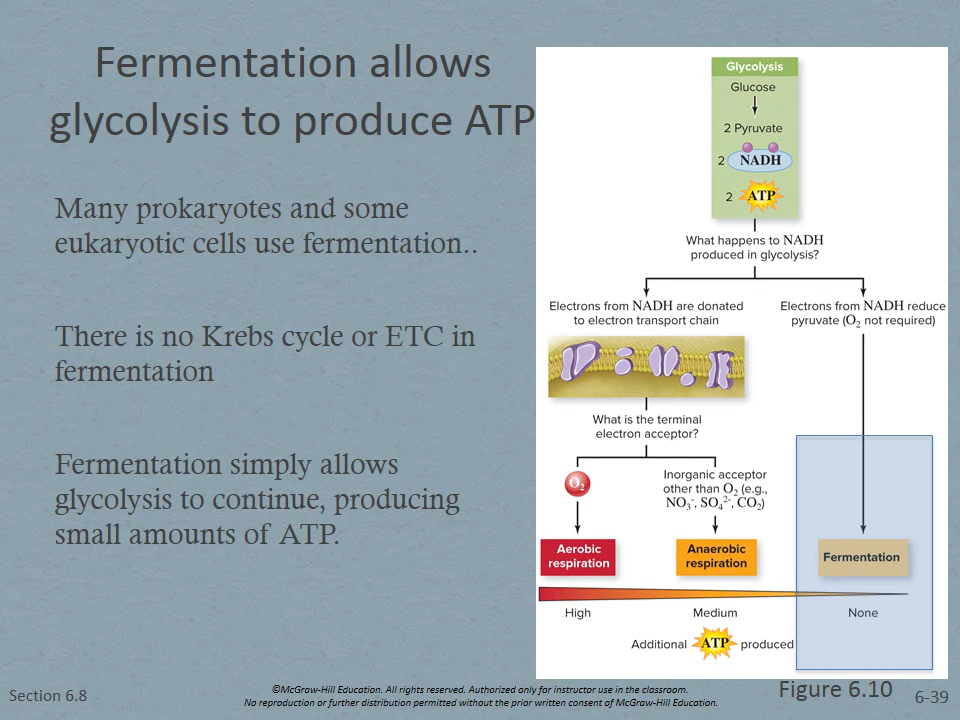 Fermentation allows
glycolysis to produce ATP
Many prokaryotes and some
eukaryotic cells use fermentation..
There is no Krebs cycle or ETC in
fermentation
Fermentation simply allows
glycolysis to continue, producing
small amounts of ATP.
Glycolysis
Glucose
2 Pyruvate
2 NADH
2 ATP
What happens to NADH
produced in glycolysis?
Electrons from NADH are donated
to electron transport chain
Electrons from NADH reduce
pyruvate (O₂ not required)
What is the terminal
electron acceptor?
O₂
Inorganic acceptor
other than O₂ (e.g.,
NO₃⁻, SO₄²⁻, CO₂)
Aerobic
respiration
Anaerobic
respiration
Fermentation
High
Medium
None
Additional ATP produced
Section 6.8
©McGraw-Hill Education. All rights reserved. Authorized only for instructor use in the classroom.
No reproduction or further distribution permitted without the prior written consent of McGraw-Hill Education.
Figure 6.10
6-39